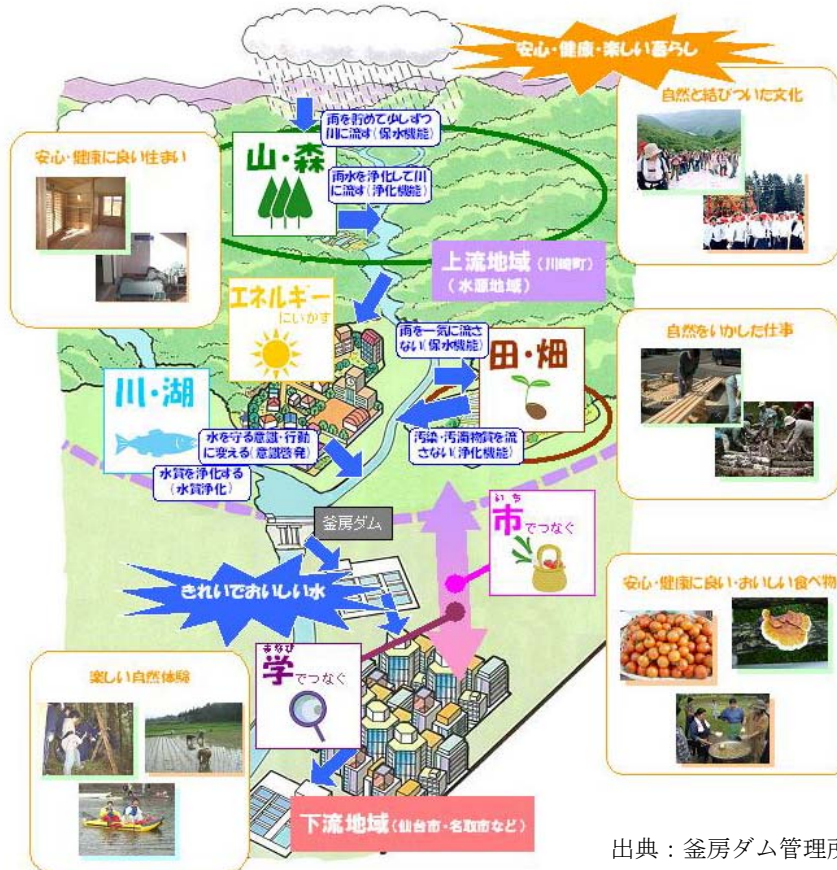 安心・健康・楽しい暮らし
自然と結びついた文化
雨を貯めて少しずつ
川に流す(保水機能)
山・森
雨水を浄化して川
に流す(浄化機能)
安心・健康に良い住まい
上流地域(川崎町)
(水源地域)
エネルギー
にいかす
雨を一気に流さ
ない(保水機能)
田・畑
自然をいかした仕事
川・湖
水を守る意識・行動
に変える(意識啓発)
汚染・汚濁物質を流
さない(浄化機能)
水質を浄化する
(水質浄化)
釜房ダム
いち
市でつなぐ
きれいでおいしい水
安心・健康に良い・おいしい食べ物
まなび
学でつなぐ
楽しい自然体験
下流地域(仙台市・名取市など)
出典:釜房ダム管理所